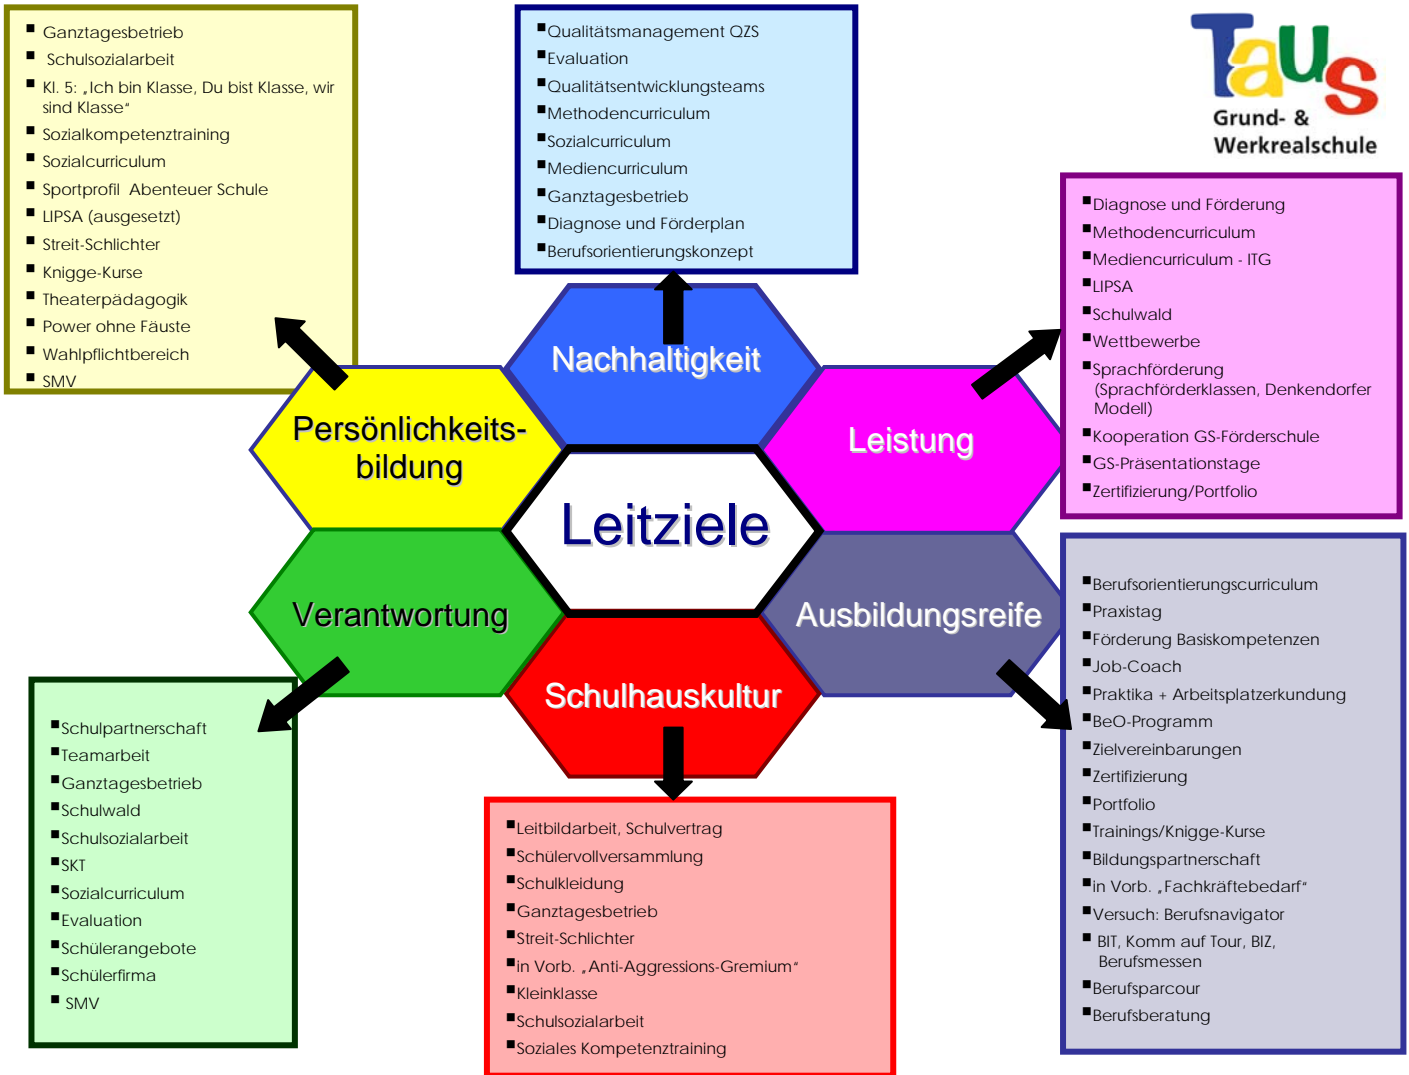 Ganztagesbetrieb
Schulsozialarbeit
Kl. 5: „Ich bin Klasse, Du bist Klasse, wir
sind Klasse“
Sozialkompetenztraining
Sozialcurriculum
Sportprofil Abenteuer Schule
LIPSA (ausgesetzt)
Streit-Schlichter
Knigge-Kurse
Theaterpädagogik
Power ohne Fäuste
Wahlpflichtbereich
SMV
Qualitätsmanagement QZS
Evaluation
Qualitätsentwicklungsteams
Methodencurriculum
Sozialcurriculum
Mediencurriculum
Ganztagesbetrieb
Diagnose und Förderplan
Berufsorientierungskonzept
Taus
Grund- &
Werkrealschule
Diagnose und Förderung
Methodencurriculum
Mediencurriculum - ITG
LIPSA
Schulwald
Wettbewerbe
Sprachförderung
(Sprachförderklassen, Denkendorfer
Modell)
Kooperation GS-Förderschule
GS-Präsentationstage
Zertifizierung/Portfolio
Nachhaltigkeit
Persönlichkeits-
bildung
Leistung
Leitziele
Verantwortung
Ausbildungsreife
Schulhauskultur
Schulpartnerschaft
Teamarbeit
Ganztagesbetrieb
Schulwald
Schulsozialarbeit
SKT
Sozialcurriculum
Evaluation
Schülerangebote
Schülerfirma
SMV
Leitbildarbeit, Schulvertrag
Schülervollversammlung
Schulkleidung
Ganztagesbetrieb
Streit-Schlichter
in Vorb. „Anti-Aggressions-Gremium“
Kleinklasse
Schulsozialarbeit
Soziales Kompetenztraining
Berufsorientierungscurriculum
Praxistag
Förderung Basiskompetenzen
Job-Coach
Praktika + Arbeitsplatzerkundung
BeO-Programm
Zielvereinbarungen
Zertifizierung
Portfolio
Trainings/Knigge-Kurse
Bildungspartnerschaft
in Vorb. „Fachkräftebedarf“
Versuch: Berufsnavigator
BIT, Komm auf Tour, BIZ,
Berufsmessen
Berufsparcour
Berufsberatung